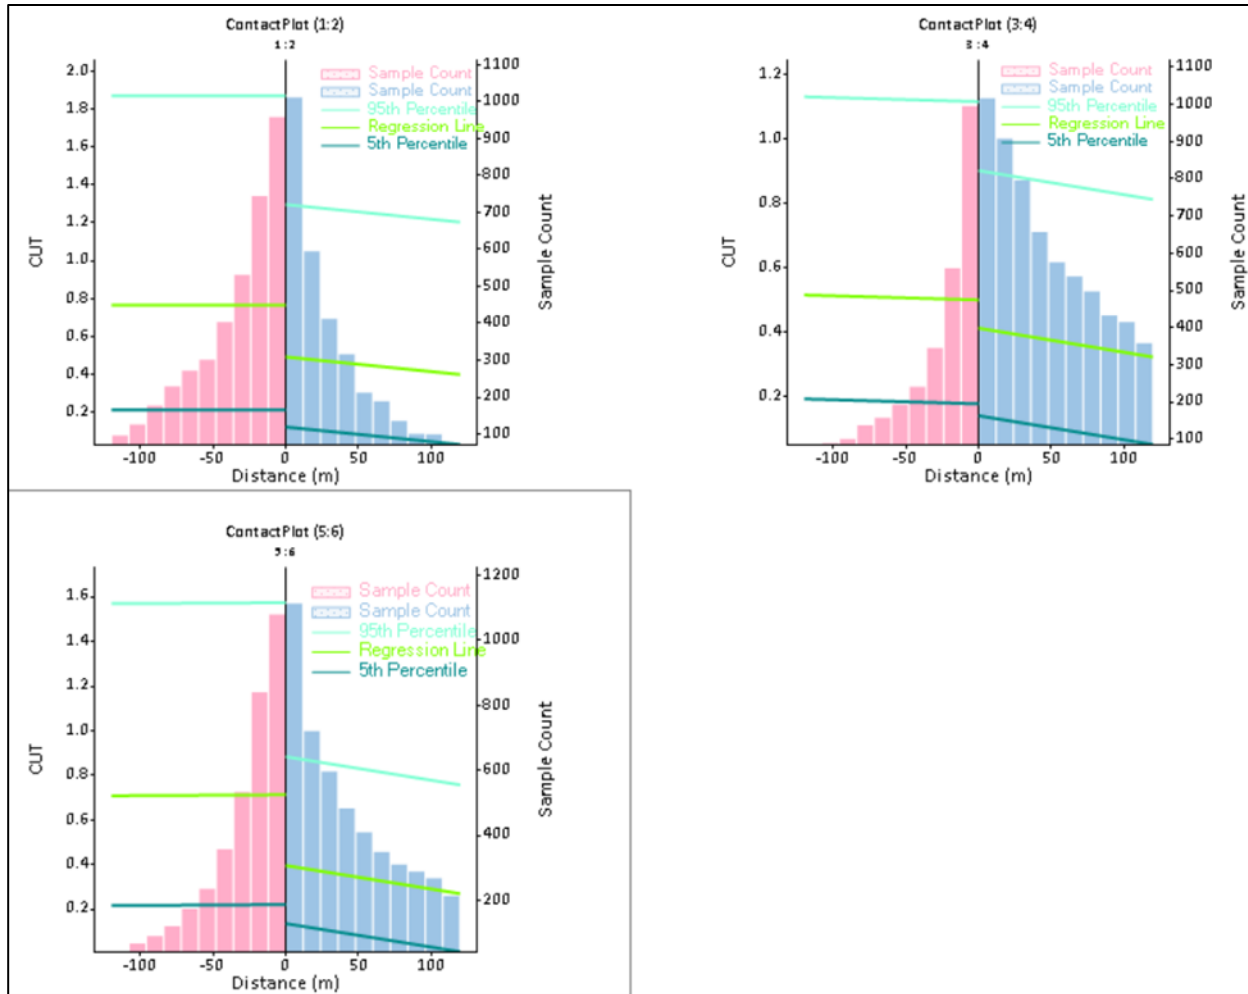 ContactPlot (1:2)
1:2
Sample Count
Sample Count
95th Percentile
Regression Line
5th Percentile
2.0
1.8
1.6
1.4
1.2
1.0
0.8
0.6
0.4
0.2
CUT
1100
1000
900
800
700
600
500
400
300
200
100
Sample Count
-100 -50 0 50 100
Distance (m)
ContactPlot (3:4)
3:4
Sample Count
Sample Count
95th Percentile
Regression Line
5th Percentile
1.2
1.0
0.8
0.6
0.4
0.2
CUT
1100
1000
900
800
700
600
500
400
300
200
100
Sample Count
-100 -50 0 50 100
Distance (m)
ContactPlot (5:6)
5:6
Sample Count
Sample Count
95th Percentile
Regression Line
5th Percentile
1.6
1.4
1.2
1.0
0.8
0.6
0.4
0.2
CUT
1200
1000
800
600
400
200
Sample Count
-100 -50 0 50 100
Distance (m)